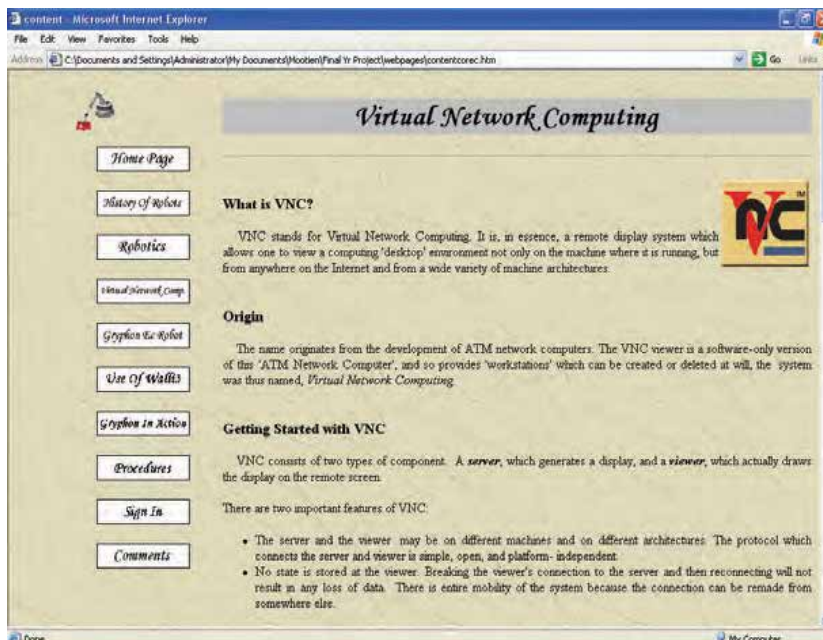 content - Microsoft Internet Explorer
File Edit View Favorites Tools Help
Address C:\Documents and Settings\Administrator\My Documents\Mootien\Final Yr Project\webpages\contentcorec.htm Go Links
Virtual Network Computing
Home Page
History Of Robots
Robotics
Virtual Network Comp.
Gryphon Ec Robot
Use Of Wallis
Gryphon In Action
Procedures
Sign In
Comments
What is VNC?
VNC TM
VNC stands for Virtual Network Computing. It is, in essence, a remote display system which
allows one to view a computing 'desktop' environment not only on the machine where it is running, but
from anywhere on the Internet and from a wide variety of machine architectures.
Origin
The name originates from the development of ATM network computers. The VNC viewer is a software-only version
of this 'ATM Network Computer', and so provides 'workstations' which can be created or deleted at will, the system
was thus named, Virtual Network Computing.
Getting Started with VNC
VNC consists of two types of component. A server, which generates a display, and a viewer, which actually draws
the display on the remote screen.
There are two important features of VNC:
• The server and the viewer may be on different machines and on different architectures. The protocol which
connects the server and viewer is simple, open, and platform- independent.
• No state is stored at the viewer. Breaking the viewer's connection to the server and then reconnecting will not
result in any loss of data. There is entire mobility of the system because the connection can be remade from
somewhere else.
Done
My Computer